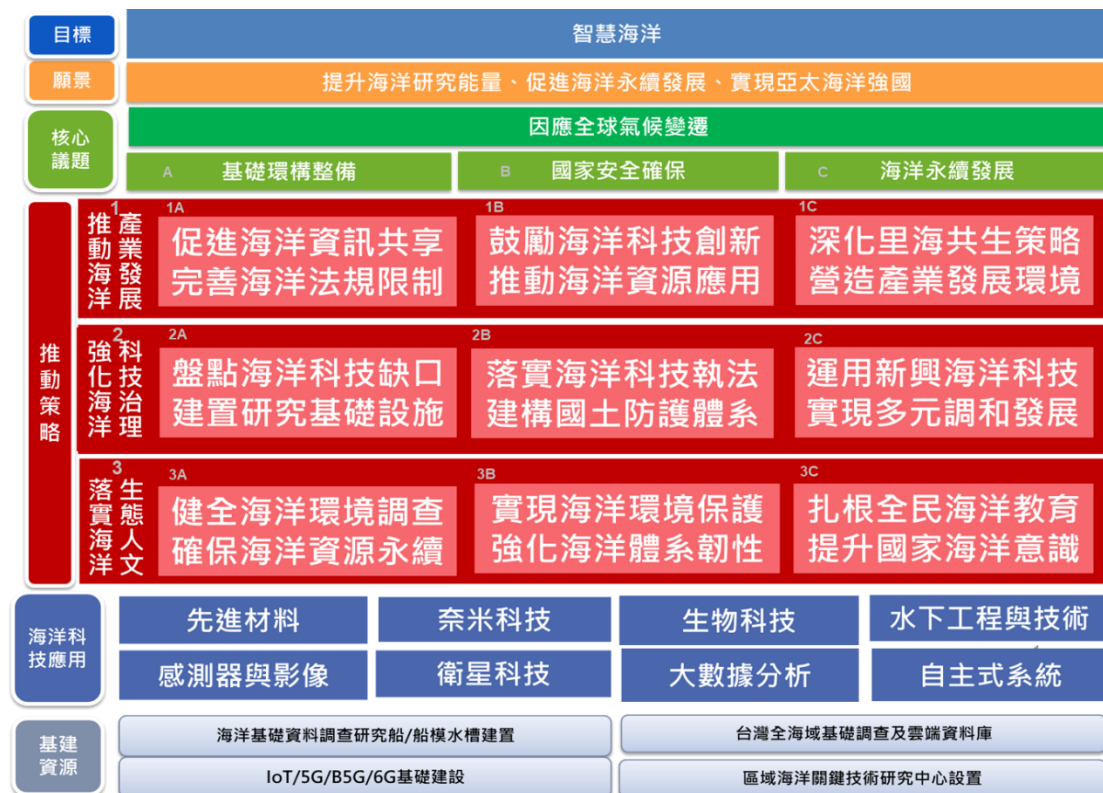 目標
智慧海洋
願景
提升海洋研究能量、促進海洋永續發展、實現亞太海洋強國
核心
議題
因應全球氣候變遷
A 基礎環構整備
B 國家安全確保
C 海洋永續發展
推動策略
1
推動海洋
產業發展
1A
促進海洋資訊共享
完善海洋法規限制
1B
鼓勵海洋科技創新
推動海洋資源應用
1C
深化里海共生策略
營造產業發展環境
2
強化海洋
科技治理
2A
盤點海洋科技缺口
建置研究基礎設施
2B
落實海洋科技執法
建構國土防護體系
2C
運用新興海洋科技
實現多元調和發展
3
落實海洋
生態人文
3A
健全海洋環境調查
確保海洋資源永續
3B
實現海洋環境保護
強化海洋體系韌性
3C
扎根全民海洋教育
提升國家海洋意識
海洋科
技應用
先進材料
奈米科技
生物科技
水下工程與技術
感測器與影像
衛星科技
大數據分析
自主式系統
基建
資源
海洋基礎資料調查研究船/船模水槽建置
台灣全海域基礎調查及雲端資料庫
IoT/5G/B5G/6G基礎建設
區域海洋關鍵技術研究中心設置